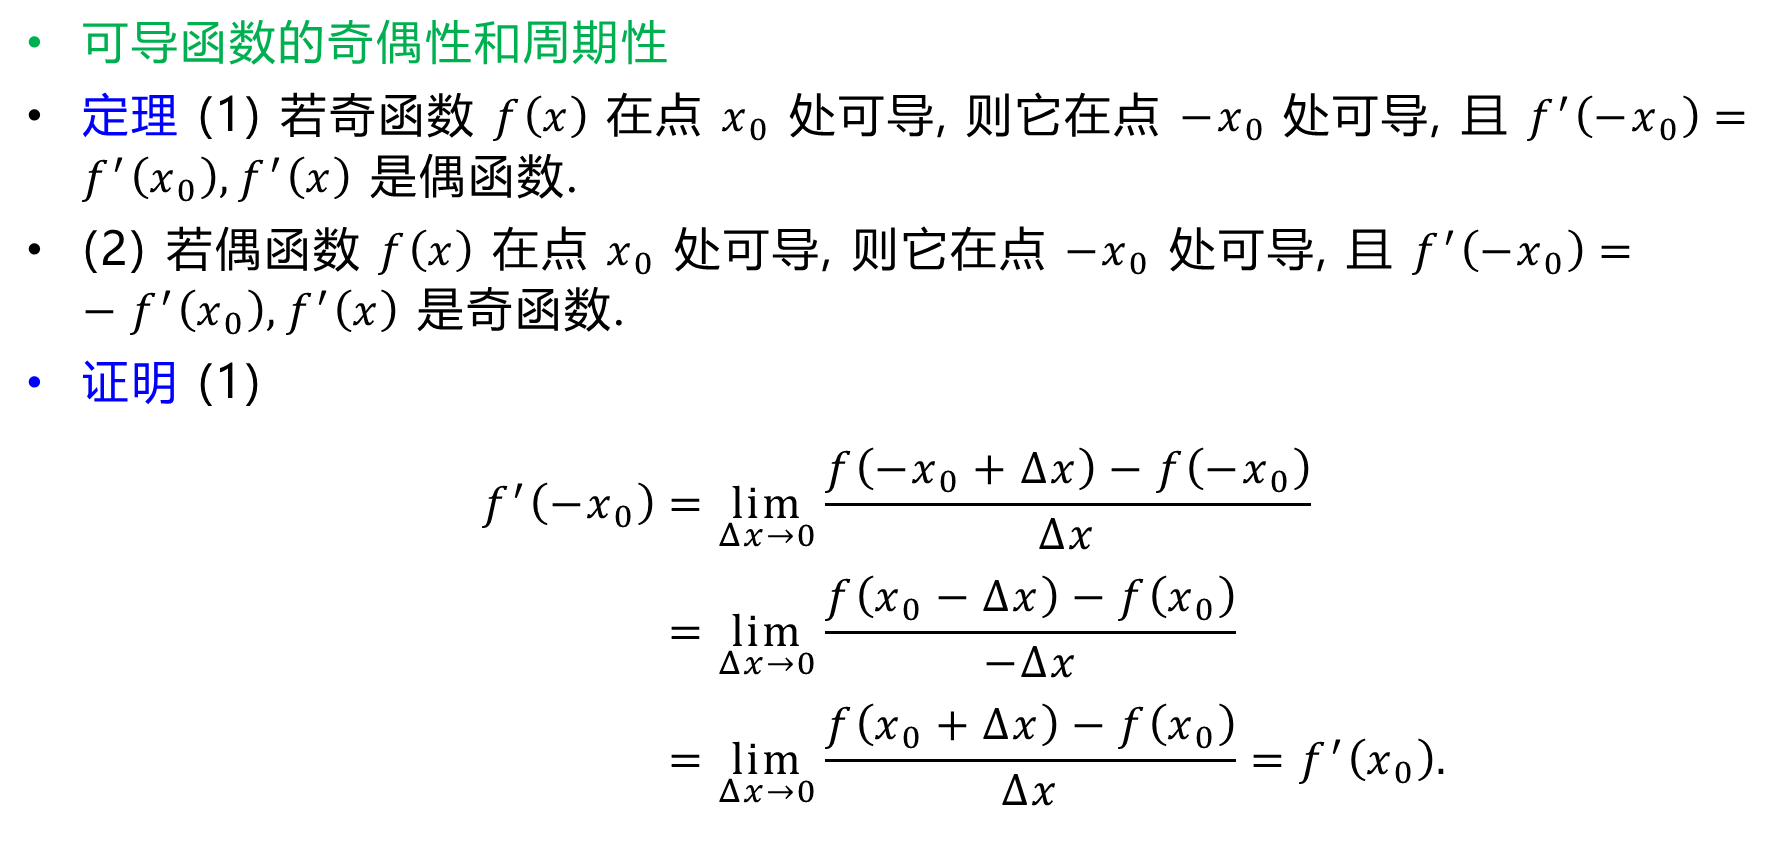 • 可导函数的奇偶性和周期性
• 定理 (1) 若奇函数 f(x) 在点 x₀ 处可导, 则它在点 −x₀ 处可导, 且 f′(−x₀) =
f′(x₀), f′(x) 是偶函数.
• (2) 若偶函数 f(x) 在点 x₀ 处可导, 则它在点 −x₀ 处可导, 且 f′(−x₀) =
− f′(x₀), f′(x) 是奇函数.
• 证明 (1)
f′(−x₀) = lim_{Δx→0} \frac{f(−x₀ + Δx) − f(−x₀)}{Δx}
= lim_{Δx→0} \frac{f(x₀ − Δx) − f(x₀)}{−Δx}
= lim_{Δx→0} \frac{f(x₀ + Δx) − f(x₀)}{Δx} = f′(x₀).